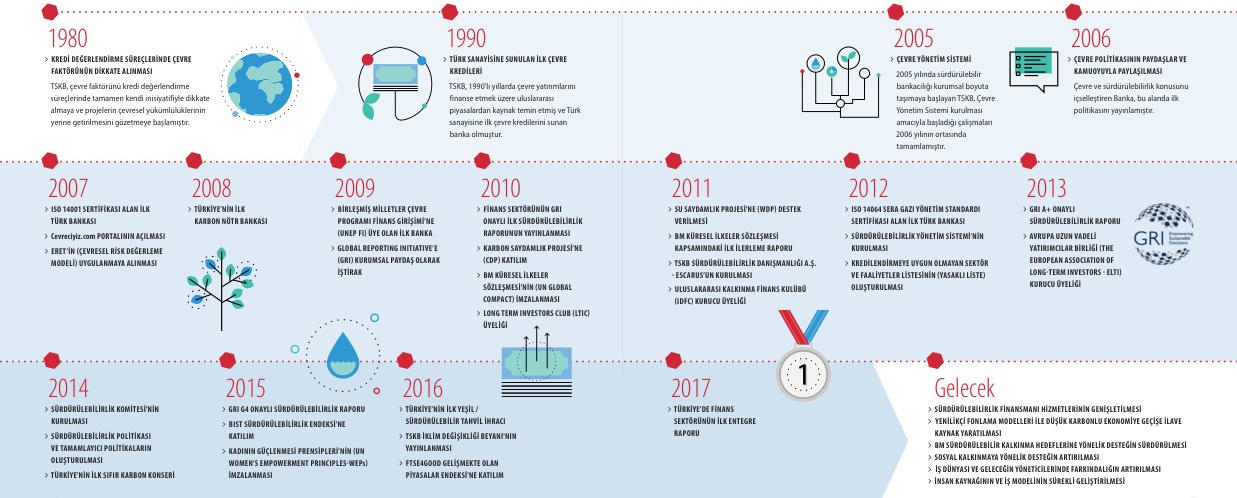 1980
› KREDİ DEĞERLENDİRME SÜREÇLERİNDE ÇEVRE
FAKTÖRÜNÜN DİKKATE ALINMASI
TSKB, çevre faktörünü kredi değerlendirme
süreçlerinde tamamen kendi inisiyatifiyle dikkate
almaya ve projelerin çevresel yükümlülüklerinin
yerine getirilmesini gözetmeye başlamıştır.
1990
› TÜRK SANAYİSİNE SUNULAN İLK ÇEVRE
KREDİLERİ
TSKB, 1990’lı yıllarda çevre yatırımlarını
finanse etmek üzere uluslararası
piyasalardan kaynak temin etmiş ve Türk
sanayisine ilk çevre kredilerini sunan
banka olmuştur.
2005
› ÇEVRE YÖNETİM SİSTEMİ
2005 yılında sürdürülebilir
bankacılığı kurumsal boyuta
taşımaya başlayan TSKB, Çevre
Yönetim Sistemi kurulması
amacıyla başladığı çalışmaları
2006 yılının ortasında
tamamlamıştır.
2006
› ÇEVRE POLİTİKASININ PAYDAŞLAR VE
KAMUOYUYLA PAYLAŞILMASI
Çevre ve sürdürülebilirlik konusunu
içselleştiren Banka, bu alanda ilk
politikasını yayınlamıştır.
2007
› ISO 14001 SERTİFİKASI ALAN İLK
TÜRK BANKASI
› Cevreciyiz.com PORTALININ AÇILMASI
› ERET’İN (ÇEVRESEL RİSK DEĞERLEME
MODELİ) UYGULANMAYA ALINMASI
2008
› TÜRKİYE’NİN İLK
KARBON NÖTR BANKASI
2009
› BİRLEŞMİŞ MİLLETLER ÇEVRE
PROGRAMI FİNANS GİRİŞİMİ’NE
(UNEP FI) ÜYE OLAN İLK BANKA
› GLOBAL REPORTING INITIATIVE’E
(GRI) KURUMSAL PAYDAŞ OLARAK
İŞTİRAK
2010
› FİNANS SEKTÖRÜNÜN GRI
ONAYLI İLK SÜRDÜRÜLEBİLİRLİK
RAPORUNUN YAYINLANMASI
› KARBON SAYDAMLIK PROJESİ’NE
(CDP) KATILIM
› BM KÜRESEL İLKELER
SÖZLEŞMESİ’NİN (UN GLOBAL
COMPACT) İMZALANMASI
› LONG TERM INVESTORS CLUB (LTIC)
ÜYELİĞİ
2011
› SU SAYDAMLIK PROJESİ’NE (WDP) DESTEK
VERİLMESİ
› BM KÜRESEL İLKELER SÖZLEŞMESİ
KAPSAMINDAKİ İLK İLERLEME RAPORU
› TSKB SÜRDÜRÜLEBİLİRLİK DANIŞMANLIĞI A.Ş.
- ESCARUS’UN KURULMASI
› ULUSLARARASI KALKINMA FİNANS KULÜBÜ
(IDFC) KURUCU ÜYELİĞİ
2012
› ISO 14064 SERA GAZI YÖNETİM STANDARDI
SERTİFİKASI ALAN İLK TÜRK BANKASI
› SÜRDÜRÜLEBİLİRLİK YÖNETİM SİSTEMİ’NİN
KURULMASI
› KREDİLENDİRMEYE UYGUN OLMAYAN SEKTÖR
VE FAALİYETLER LİSTESİNİN (YASAKLI LİSTE)
OLUŞTURULMASI
2013
› GRI A+ ONAYLI
SÜRDÜRÜLEBİLİRLİK RAPORU
› AVRUPA UZUN VADELİ
YATIRIMCILAR BİRLİĞİ (THE
EUROPEAN ASSOCIATION OF
LONG-TERM INVESTORS - ELTI)
KURUCU ÜYELİĞİ
GRI
Empowering
Sustainable
Decisions
2014
› SÜRDÜRÜLEBİLİRLİK KOMİTESİ’NİN
KURULMASI
› SÜRDÜRÜLEBİLİRLİK POLİTİKASI
VE TAMAMLAYICI POLİTİKALARIN
OLUŞTURULMASI
› TÜRKİYE’NİN İLK SIFIR KARBON KONSERİ
2015
› GRI G4 ONAYLI SÜRDÜRÜLEBİLİRLİK RAPORU
› BIST SÜRDÜRÜLEBİLİRLİK ENDEKSİ’NE
KATILIM
› KADININ GÜÇLENMESİ PRENSİPLERİ’NİN (UN
WOMEN’S EMPOWERMENT PRINCIPLES-WEPs)
İMZALANMASI
2016
› TÜRKİYE’NİN İLK YEŞİL /
SÜRDÜRÜLEBİLİR TAHVİL İHRACI
› TSKB İKLİM DEĞİŞİKLİĞİ BEYANI’NIN
YAYINLANMASI
› FTSE4GOOD GELİŞMEKTE OLAN
PİYASALAR ENDEKSİ’NE KATILIM
2017
› TÜRKİYE’DE FİNANS
SEKTÖRÜNÜN İLK ENTEGRE
RAPORU
1
Gelecek
› SÜRDÜRÜLEBİLİRLİK FİNANSMANI HİZMETLERİNİN GENİŞLETİLMESİ
› YENİLİKÇİ FONLAMA MODELLERİ İLE DÜŞÜK KARBONLU EKONOMİYE GEÇİŞE İLAVE
KAYNAK YARATILMASI
› BM SÜRDÜRÜLEBİLİR KALKINMA HEDEFLERİNE YÖNELİK DESTEĞİN SÜRDÜRÜLMESİ
› SOSYAL KALKINMAYA YÖNELİK DESTEĞİN ARTIRILMASI
› İŞ DÜNYASI VE GELECEĞİN YÖNETİCİLERİNDE FARKINDALIĞIN ARTIRILMASI
› İNSAN KAYNAĞININ VE İŞ MODELİNİN SÜREKLİ GELİŞTİRİLMESİ